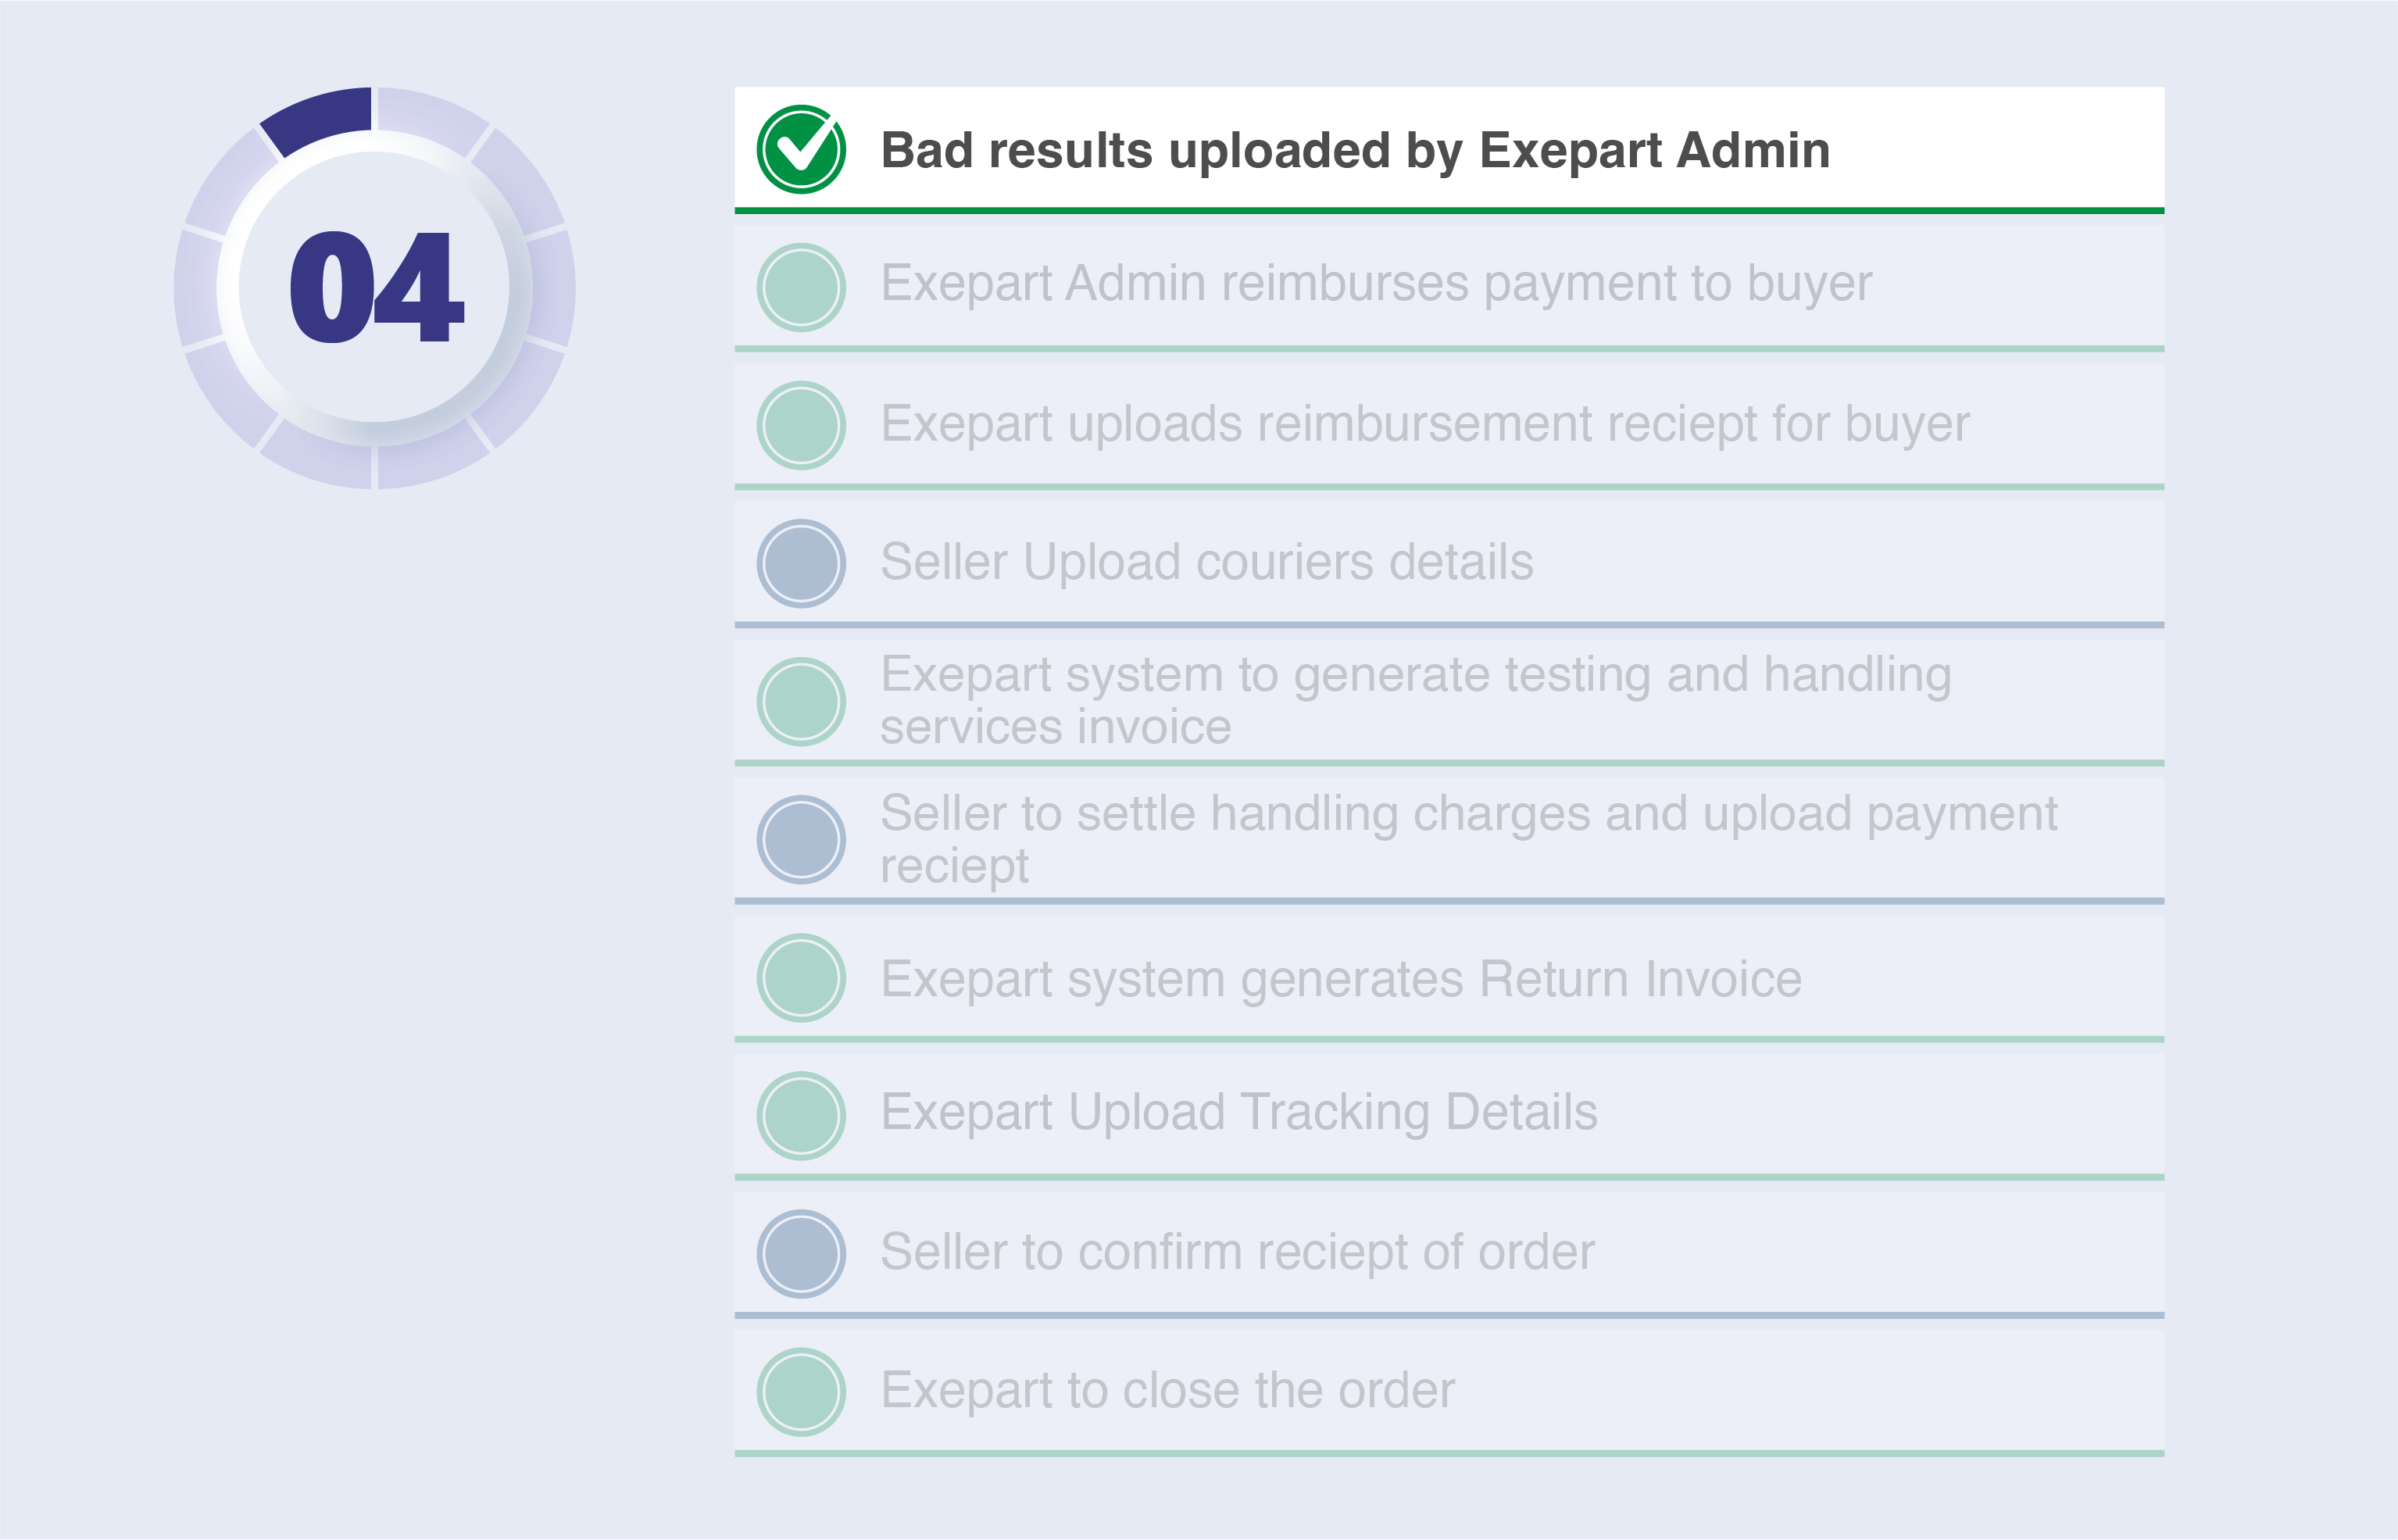 04
Bad results uploaded by Exepart Admin
Exepart Admin reimburses payment to buyer
Exepart uploads reimbursement reciept for buyer
Seller Upload couriers details
Exepart system to generate testing and handling
services invoice
Seller to settle handling charges and upload payment
reciept
Exepart system generates Return Invoice
Exepart Upload Tracking Details
Seller to confirm reciept of order
Exepart to close the order